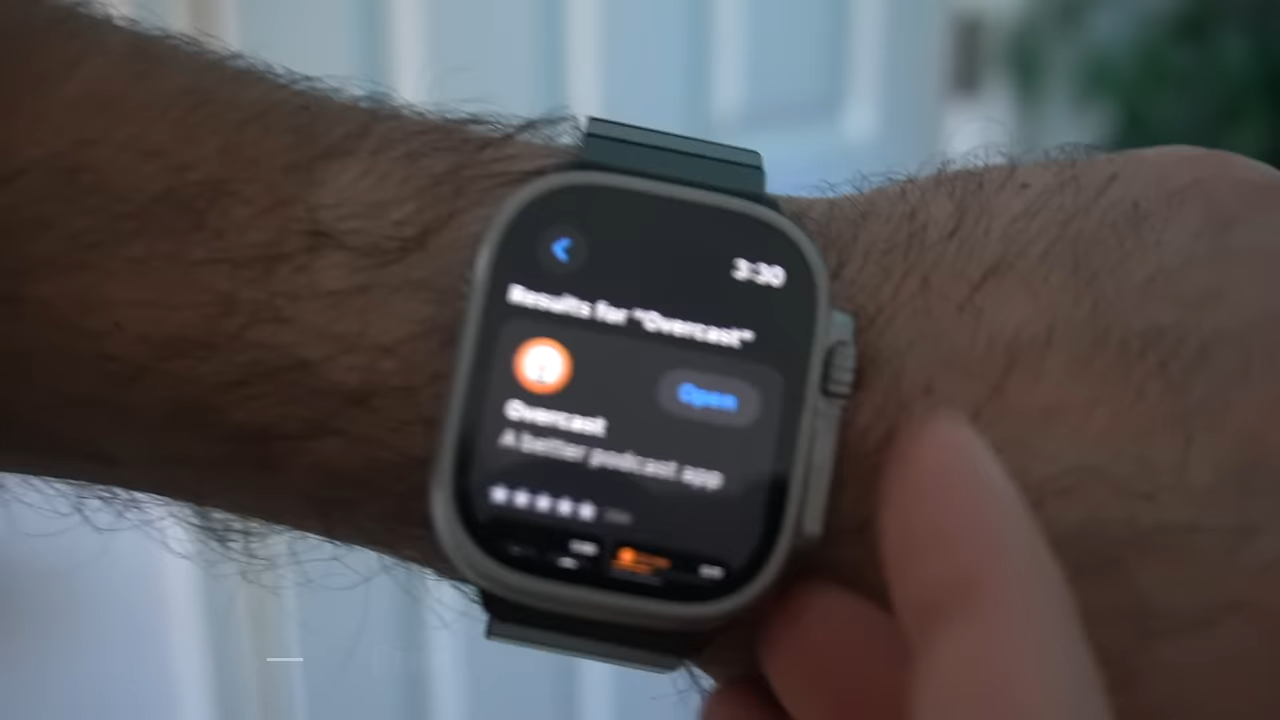 3:30
Results for "Overcast"
Open
Overcast
A better podcast app